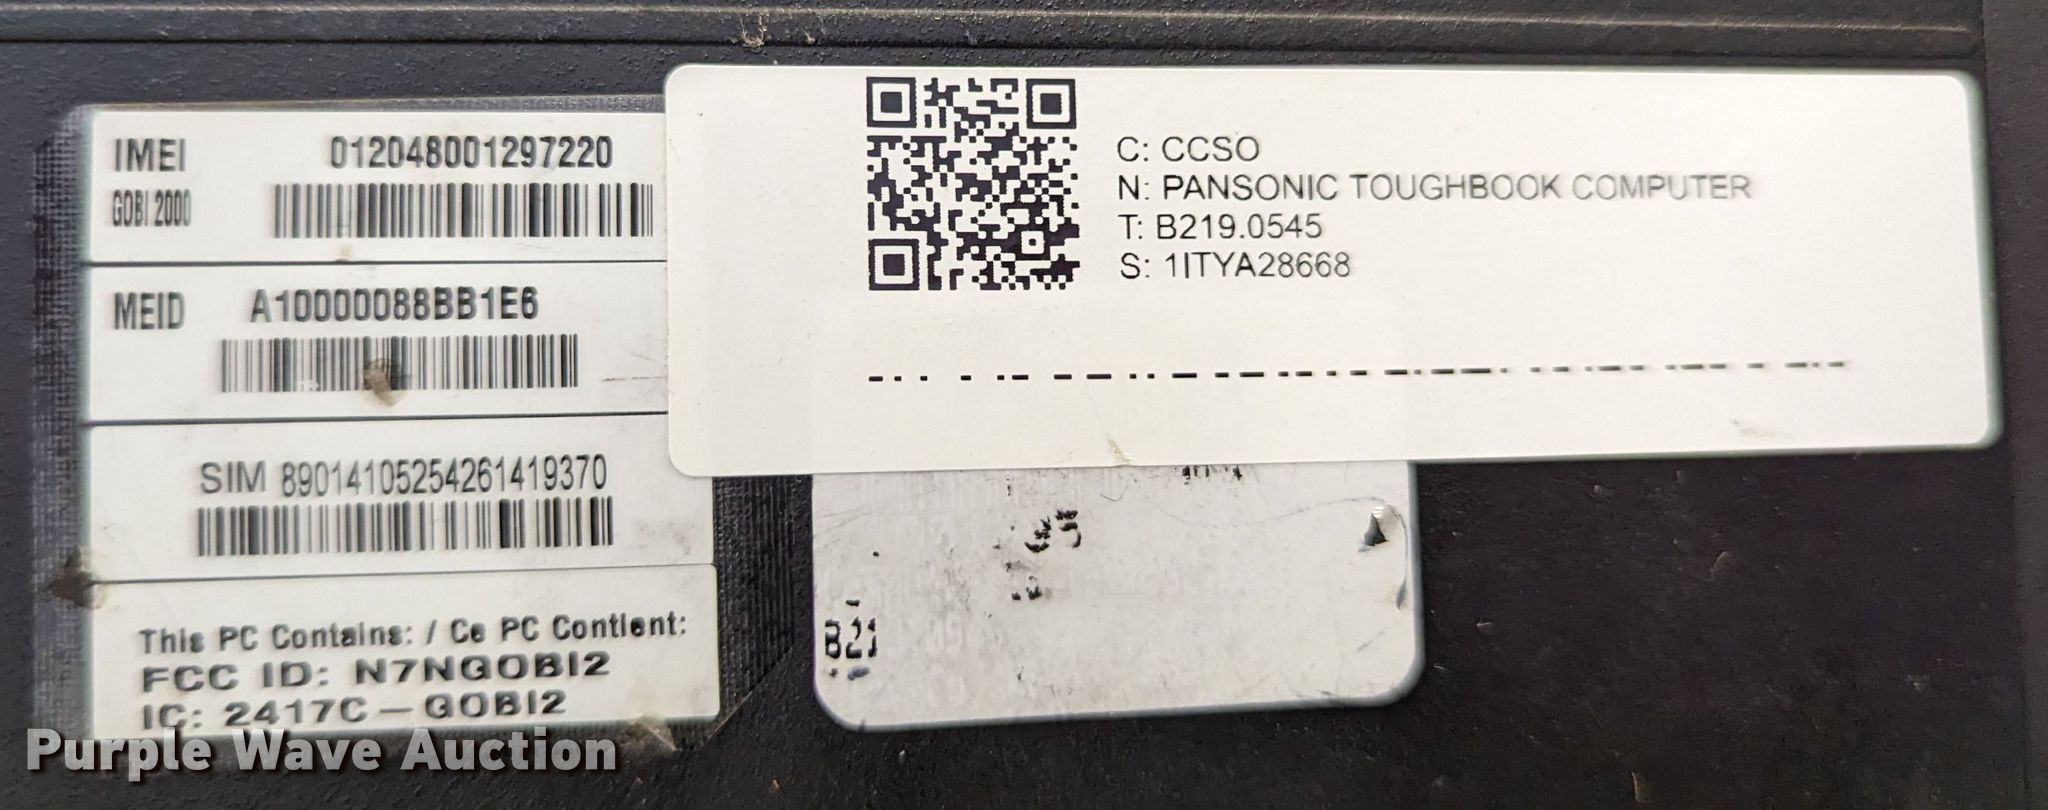 IMEI 012048001297220
GOBI 2000
MEID A10000088BB1E6
SIM 89014105254261419370
This PC Contains: / Ce PC Contient:
FCC ID: N7NGOBI2
IC: 2417C-GOBI2
C: CCSO
N: PANSONIC TOUGHBOOK COMPUTER
T: B219.0545
S: 1ITYA28668
B21
Purple Wave Auction